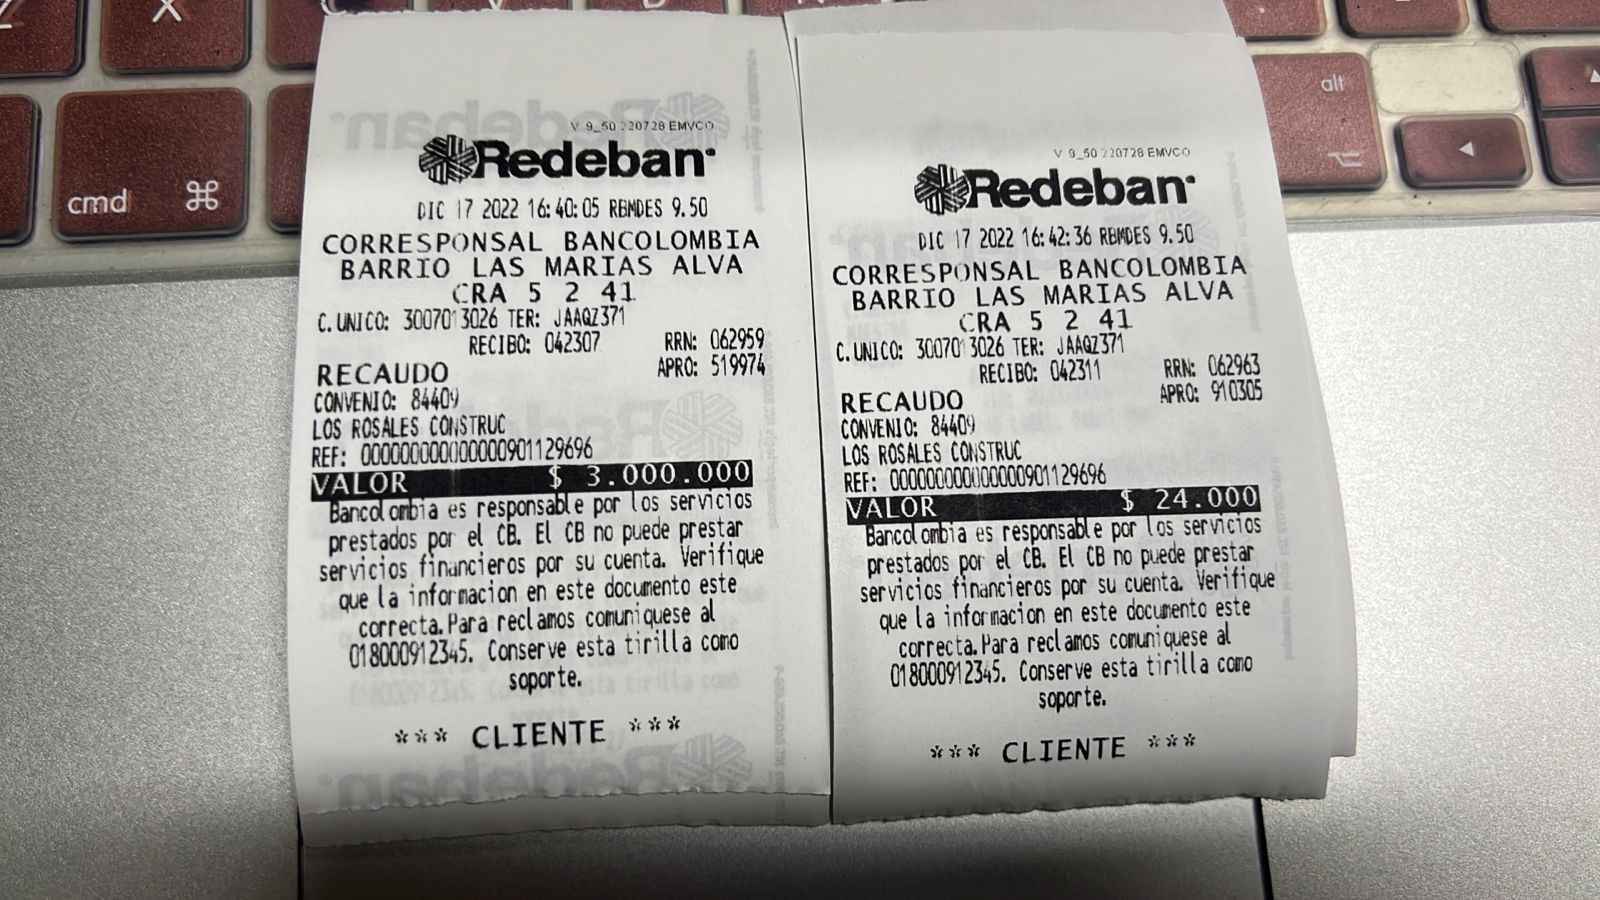 Z
X
cmd ⌘
alt
V 9_50 220728 EMVCO
Redeban
DIC 17 2022 16:40:05 RBMDES 9.50
CORRESPONSAL BANCOLOMBIA
BARRIO LAS MARIAS ALVA
CRA 5 2 41
C.UNICO: 3007013026 TER: JAAQZ371
RECIBO: 042307 RRN: 062959
RECAUDO APRO: 519974
CONVENIO: 84409
LOS ROSALES CONSTRUC
REF: 000000000000000901129696
VALOR $ 3.000.000
Bancolombia es responsable por los servicios
prestados por el CB. El CB no puede prestar
servicios financieros por su cuenta. Verifique
que la informacion en este documento este
correcta.Para reclamos comuniquese al
018000912345. Conserve esta tirilla como
soporte.
*** CLIENTE ***
V 9_50 220728 EMVCO
Redeban
DIC 17 2022 16:42:36 RBMDES 9.50
CORRESPONSAL BANCOLOMBIA
BARRIO LAS MARIAS ALVA
CRA 5 2 41
C.UNICO: 3007013026 TER: JAAQZ371
RECIBO: 042311 RRN: 062963
RECAUDO APRO: 910305
CONVENIO: 84409
LOS ROSALES CONSTRUC
REF: 000000000000000901129696
VALOR $ 24.000
Bancolombia es responsable por los servicios
prestados por el CB. El CB no puede prestar
servicios financieros por su cuenta. Verifique
que la informacion en este documento este
correcta.Para reclamos comuniquese al
018000912345. Conserve esta tirilla como
soporte.
*** CLIENTE ***